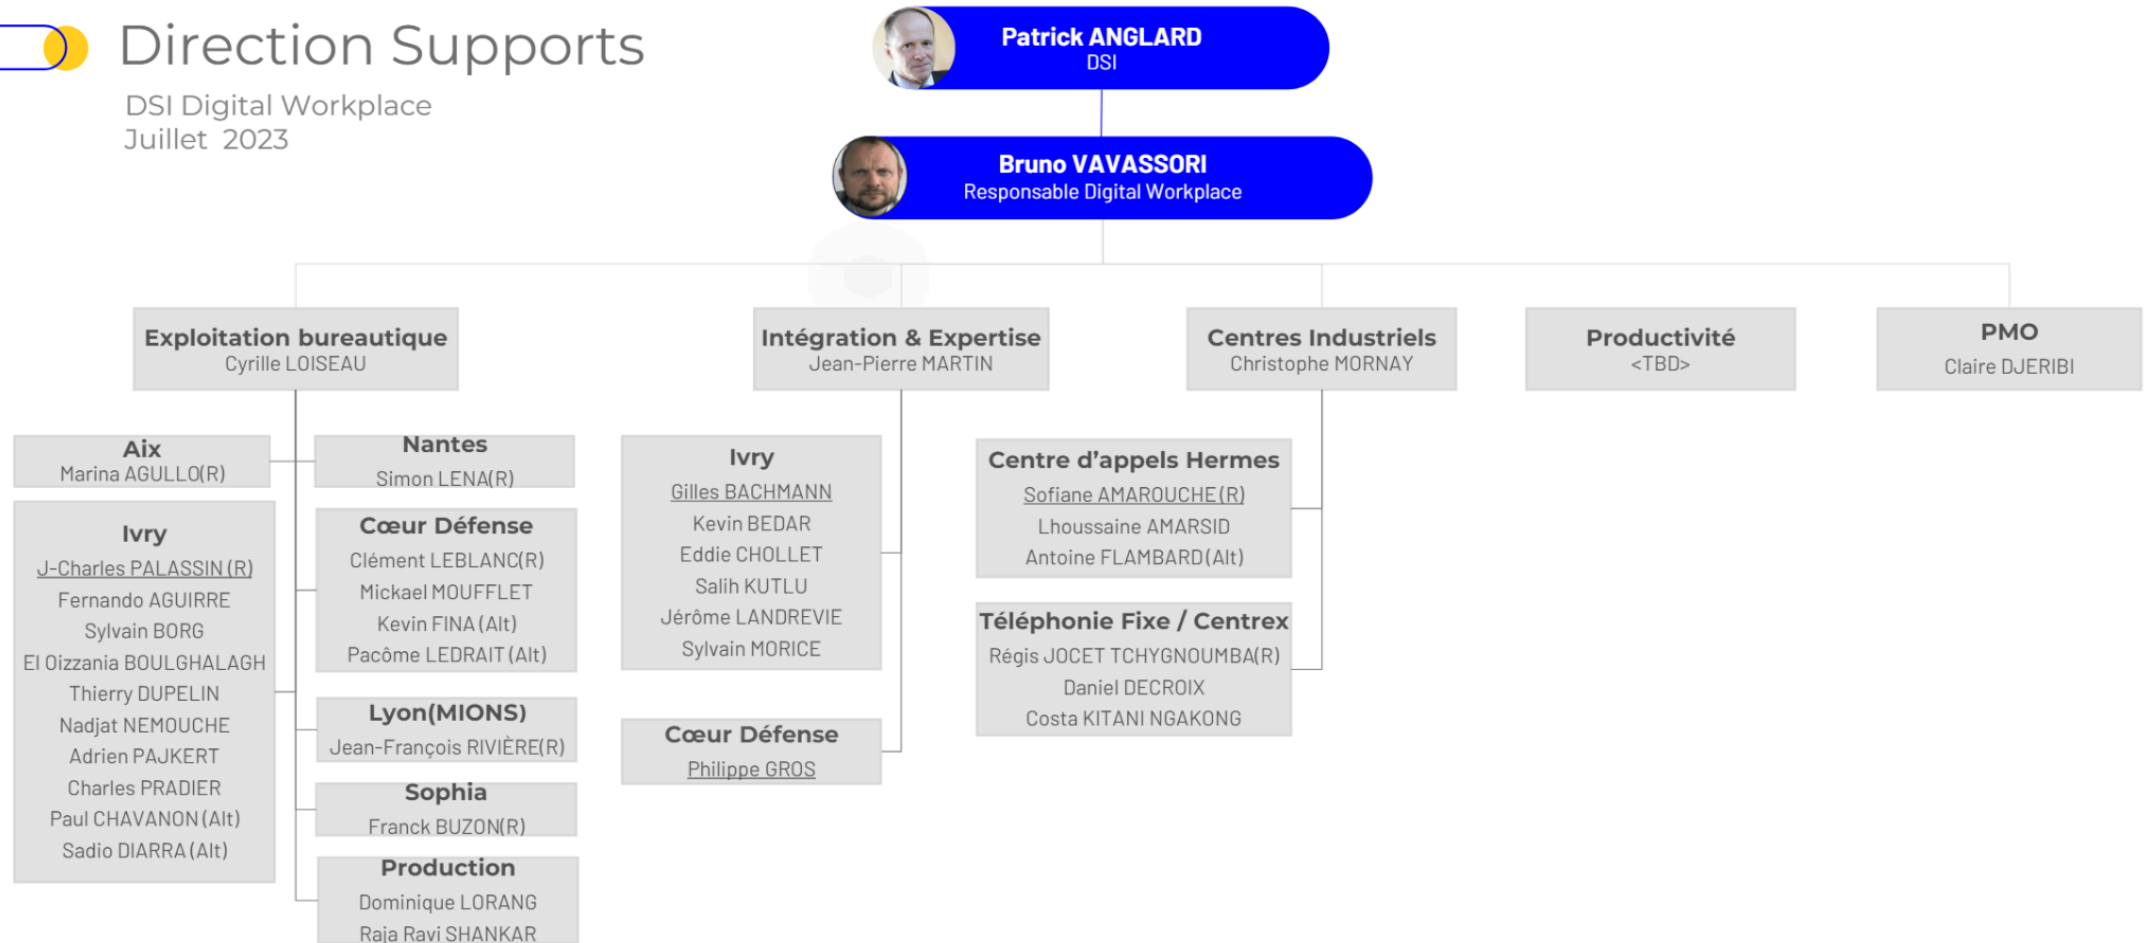 Direction Supports
DSI Digital Workplace
Juillet 2023
Patrick ANGLARD
DSI
Bruno VAVASSORI
Responsable Digital Workplace
Exploitation bureautique
Cyrille LOISEAU
Aix
Marina AGULLO(R)
Ivry
J-Charles PALASSIN (R)
Fernando AGUIRRE
Sylvain BORG
El Oizzania BOULGHALAGH
Thierry DUPELIN
Nadjat NEMOUCHE
Adrien PAJKERT
Charles PRADIER
Paul CHAVANON (Alt)
Sadio DIARRA (Alt)
Nantes
Simon LENA(R)
Cœur Défense
Clément LEBLANC(R)
Mickael MOUFFLET
Kevin FINA (Alt)
Pacôme LEDRAIT (Alt)
Lyon(MIONS)
Jean-François RIVIÈRE(R)
Sophia
Franck BUZON(R)
Production
Dominique LORANG
Raja Ravi SHANKAR
Intégration & Expertise
Jean-Pierre MARTIN
Ivry
Gilles BACHMANN
Kevin BEDAR
Eddie CHOLLET
Salih KUTLU
Jérôme LANDREVIE
Sylvain MORICE
Cœur Défense
Philippe GROS
Centres Industriels
Christophe MORNAY
Centre d’appels Hermes
Sofiane AMAROUCHE (R)
Lhoussaine AMARSID
Antoine FLAMBARD (Alt)
Téléphonie Fixe / Centrex
Régis JOCET TCHYGNOUMBA(R)
Daniel DECROIX
Costa KITANI NGAKONG
Productivité
<TBD>
PMO
Claire DJERIBI